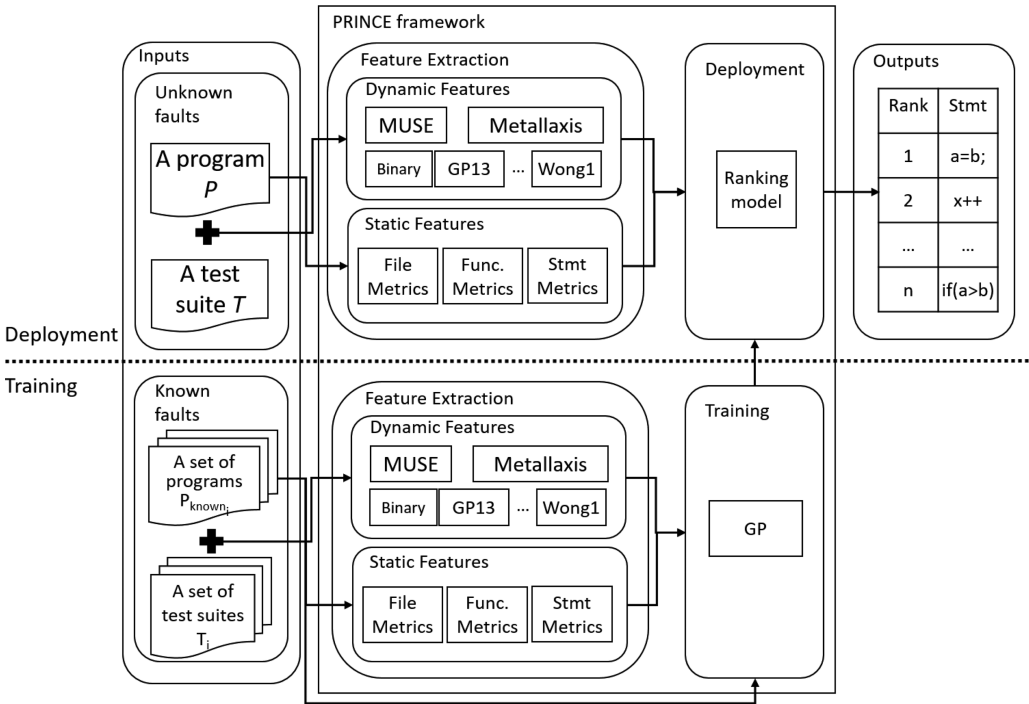 PRINCE framework
Inputs
Unknown
faults
A program
P
A test
suite T
Feature Extraction
Dynamic Features
MUSE
Metallaxis
Binary
GP13
...
Wong1
Static Features
File
Metrics
Func.
Metrics
Stmt
Metrics
Deployment
Ranking
model
Outputs
Rank Stmt
1 a=b;
2 x++
... ...
n if(a>b)
Deployment
Training
Known
faults
A set of
programs
Pknowni
A set of
test suites
Ti
Feature Extraction
Dynamic Features
MUSE
Metallaxis
Binary
GP13
...
Wong1
Static Features
File
Metrics
Func.
Metrics
Stmt
Metrics
Training
GP